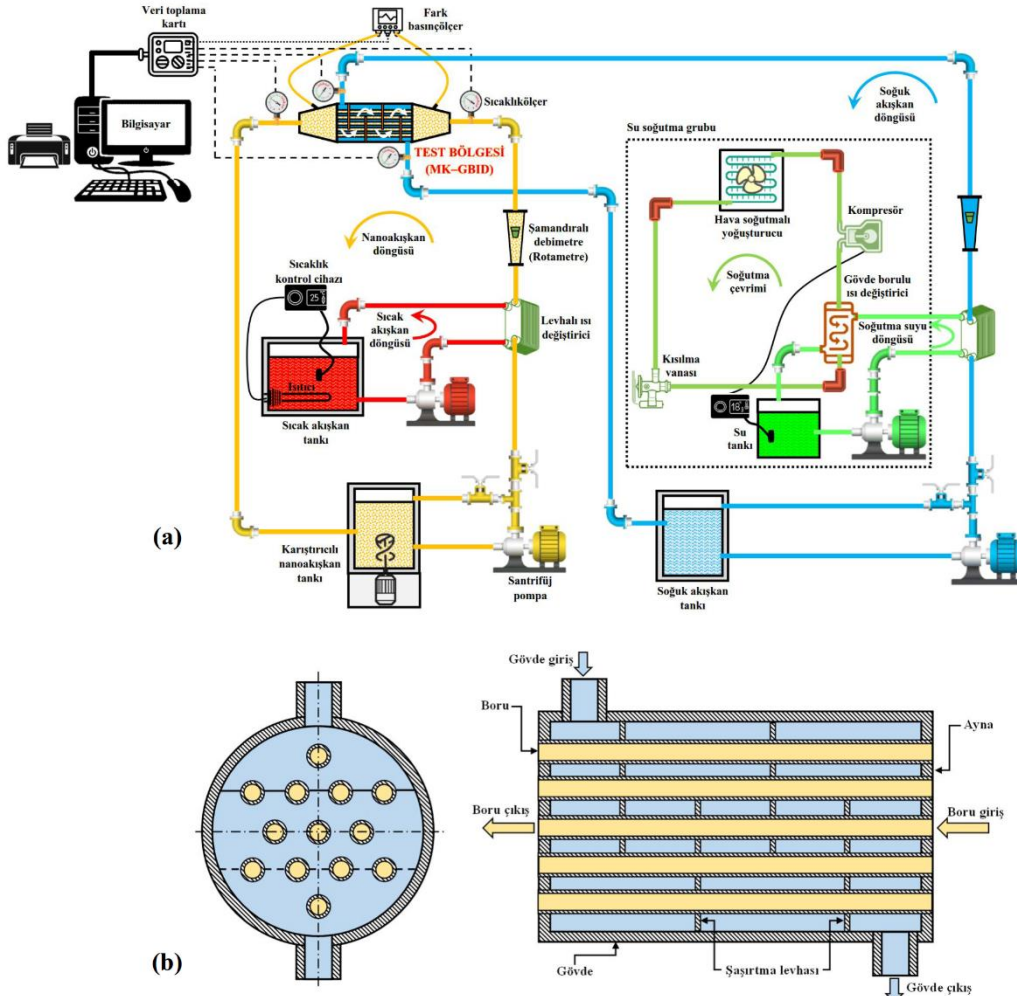 Veri toplama
kartı
Fark
basınçölçer
Bilgisayar
Sıcaklıkölçer
TEST BÖLGESİ
(MK–GBID)
Soğuk akışkan
döngüsü
Su soğutma grubu
Hava soğutmalı
yoğuşturucu
Kompresör
Nanoakışkan
döngüsü
Şamandıralı
debimetre
(Rotametre)
Sıcaklık
kontrol cihazı
25
Soğutma
çevrimi
Gövde borulu
ısı değiştirici
Sıcak
akışkan
döngüsü
Levhalı ısı
değiştirici
Soğutma suyu
döngüsü
Kısılma
vanası
Isıtıcı
Sıcak akışkan
tankı
18
Su
tankı
(a)
Karıştırıcılı
nanoakışkan
tankı
Santrifüj
pompa
Soğuk akışkan
tankı
Gövde giriş
Boru
Ayna
Boru çıkış
Boru giriş
(b)
Gövde
Şaşırtma levhası
Gövde çıkış